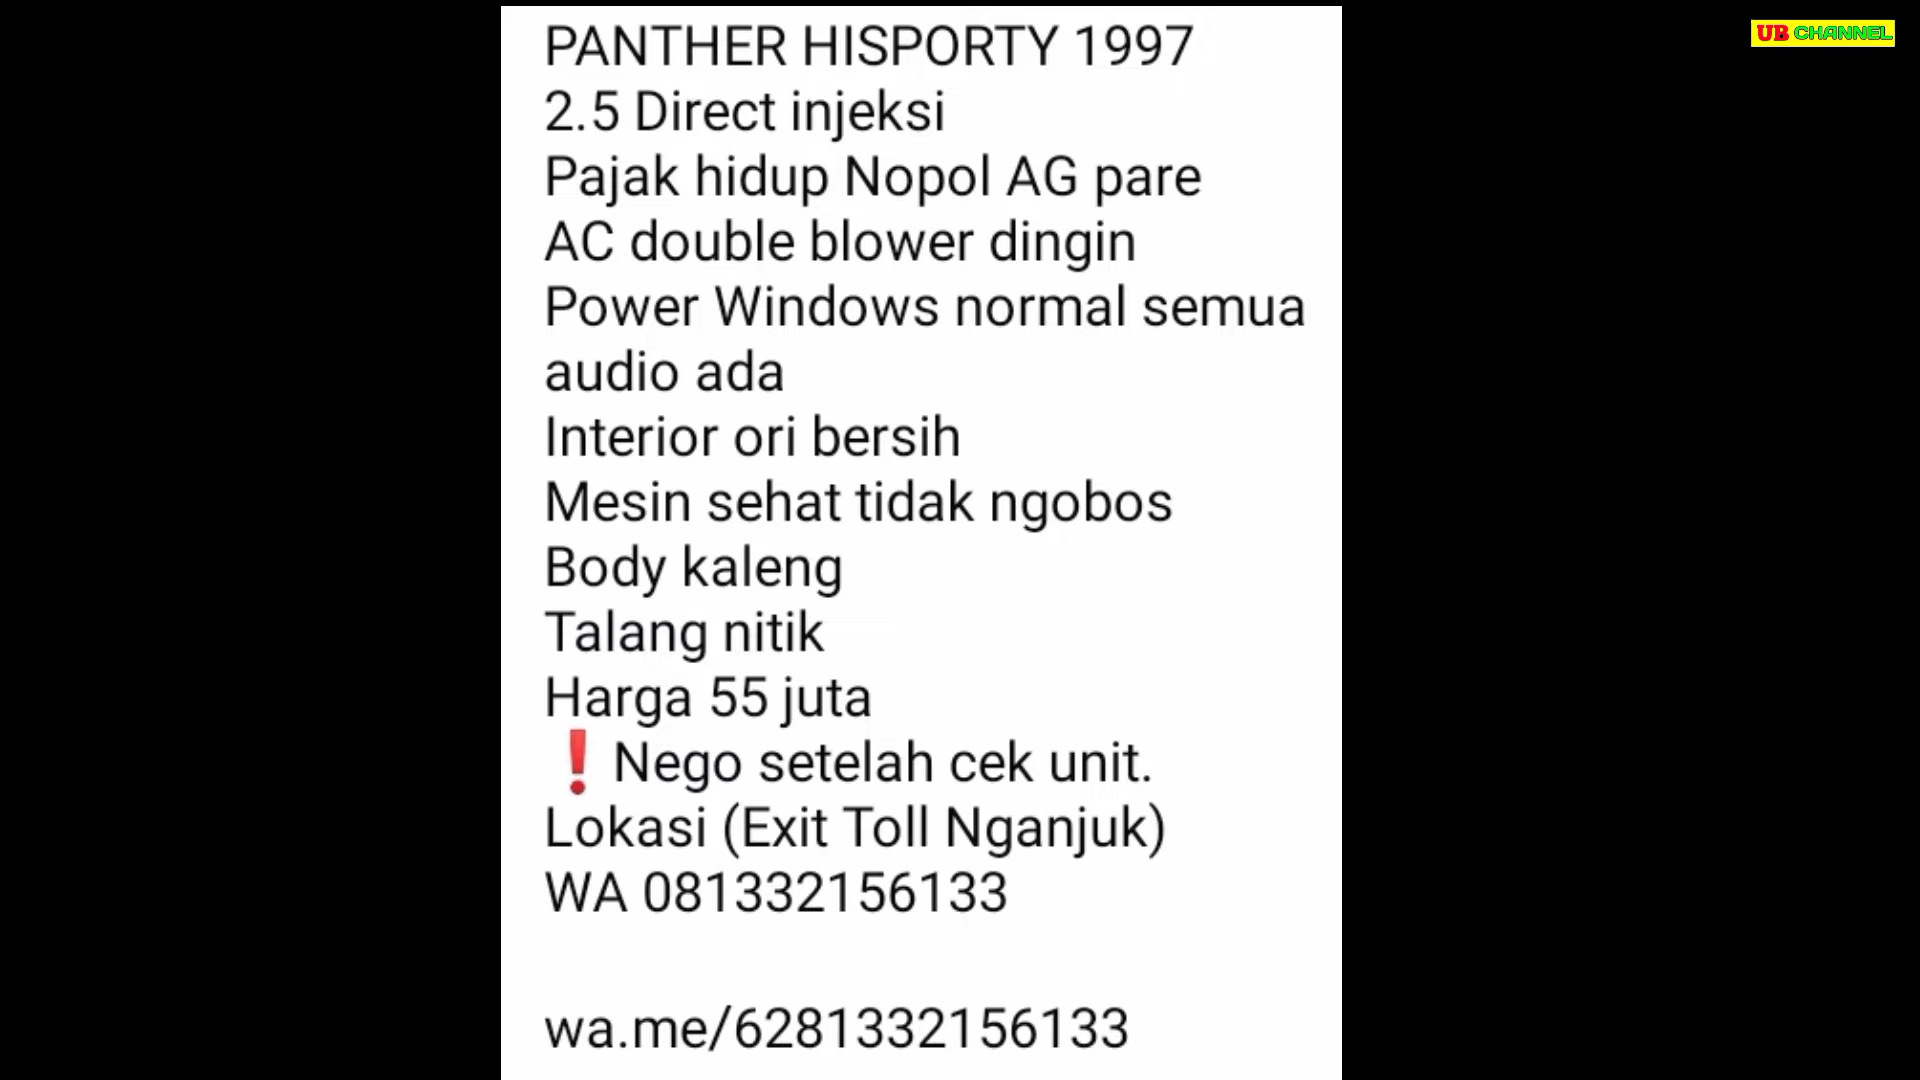 UB CHANNEL
PANTHER HISPORTY 1997
2.5 Direct injeksi
Pajak hidup Nopol AG pare
AC double blower dingin
Power Windows normal semua
audio ada
Interior ori bersih
Mesin sehat tidak ngobos
Body kaleng
Talang nitik
Harga 55 juta
❗Nego setelah cek unit.
Lokasi (Exit Toll Nganjuk)
WA 081332156133
wa.me/6281332156133